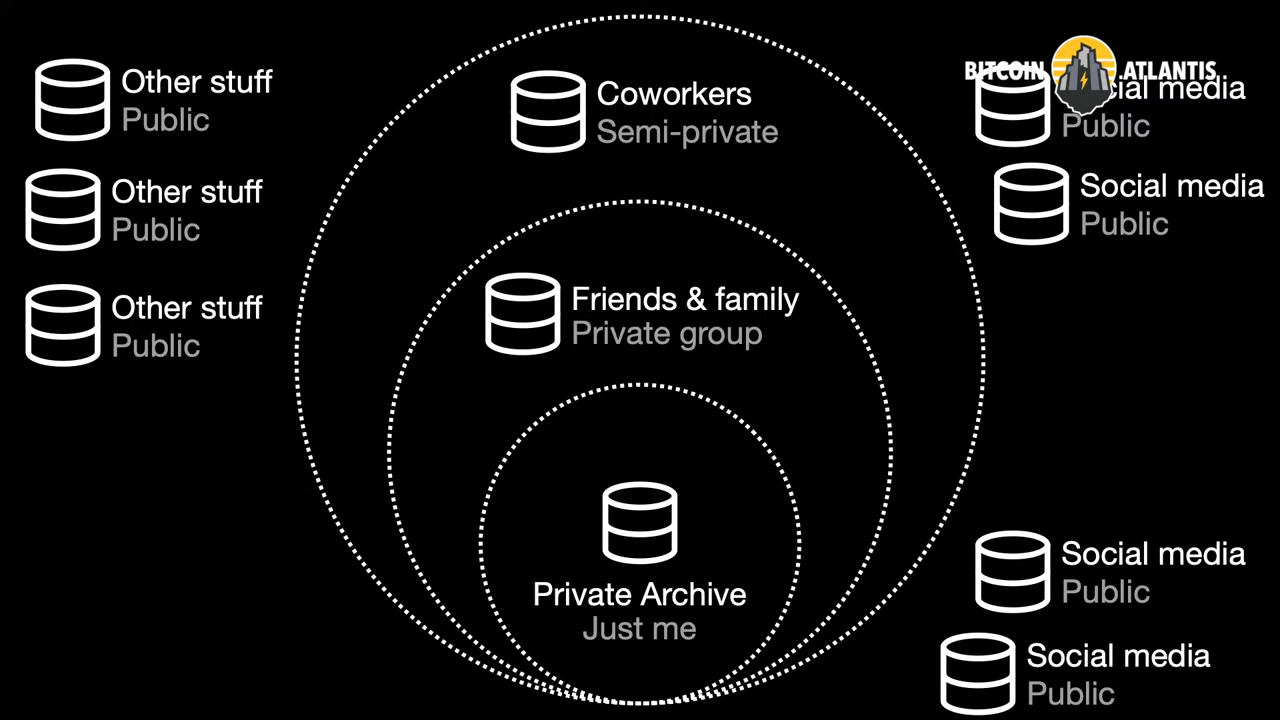 Other stuff
Public
Other stuff
Public
Other stuff
Public
Coworkers
Semi-private
Friends & family
Private group
Private Archive
Just me
BITCOIN ATLANTIS
media
Public
Social media
Public
Social media
Public
Social media
Public